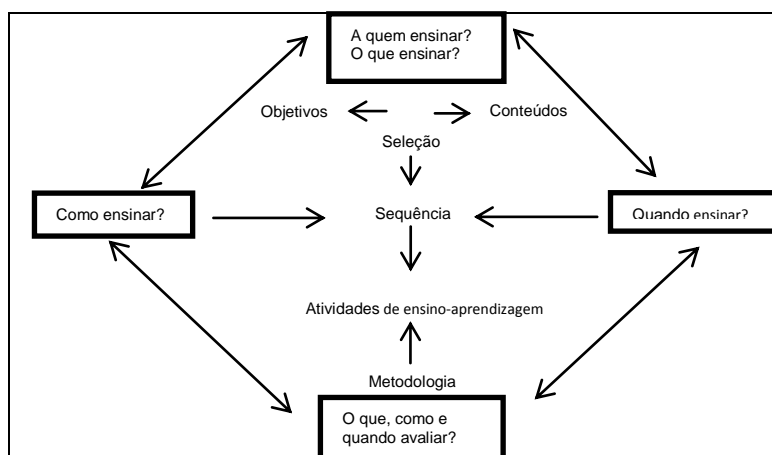 A quem ensinar?
O que ensinar?
Objetivos
Conteúdos
Seleção
Como ensinar?
Sequência
Quando ensinar?
Atividades de ensino-aprendizagem
Metodologia
O que, como e
quando avaliar?